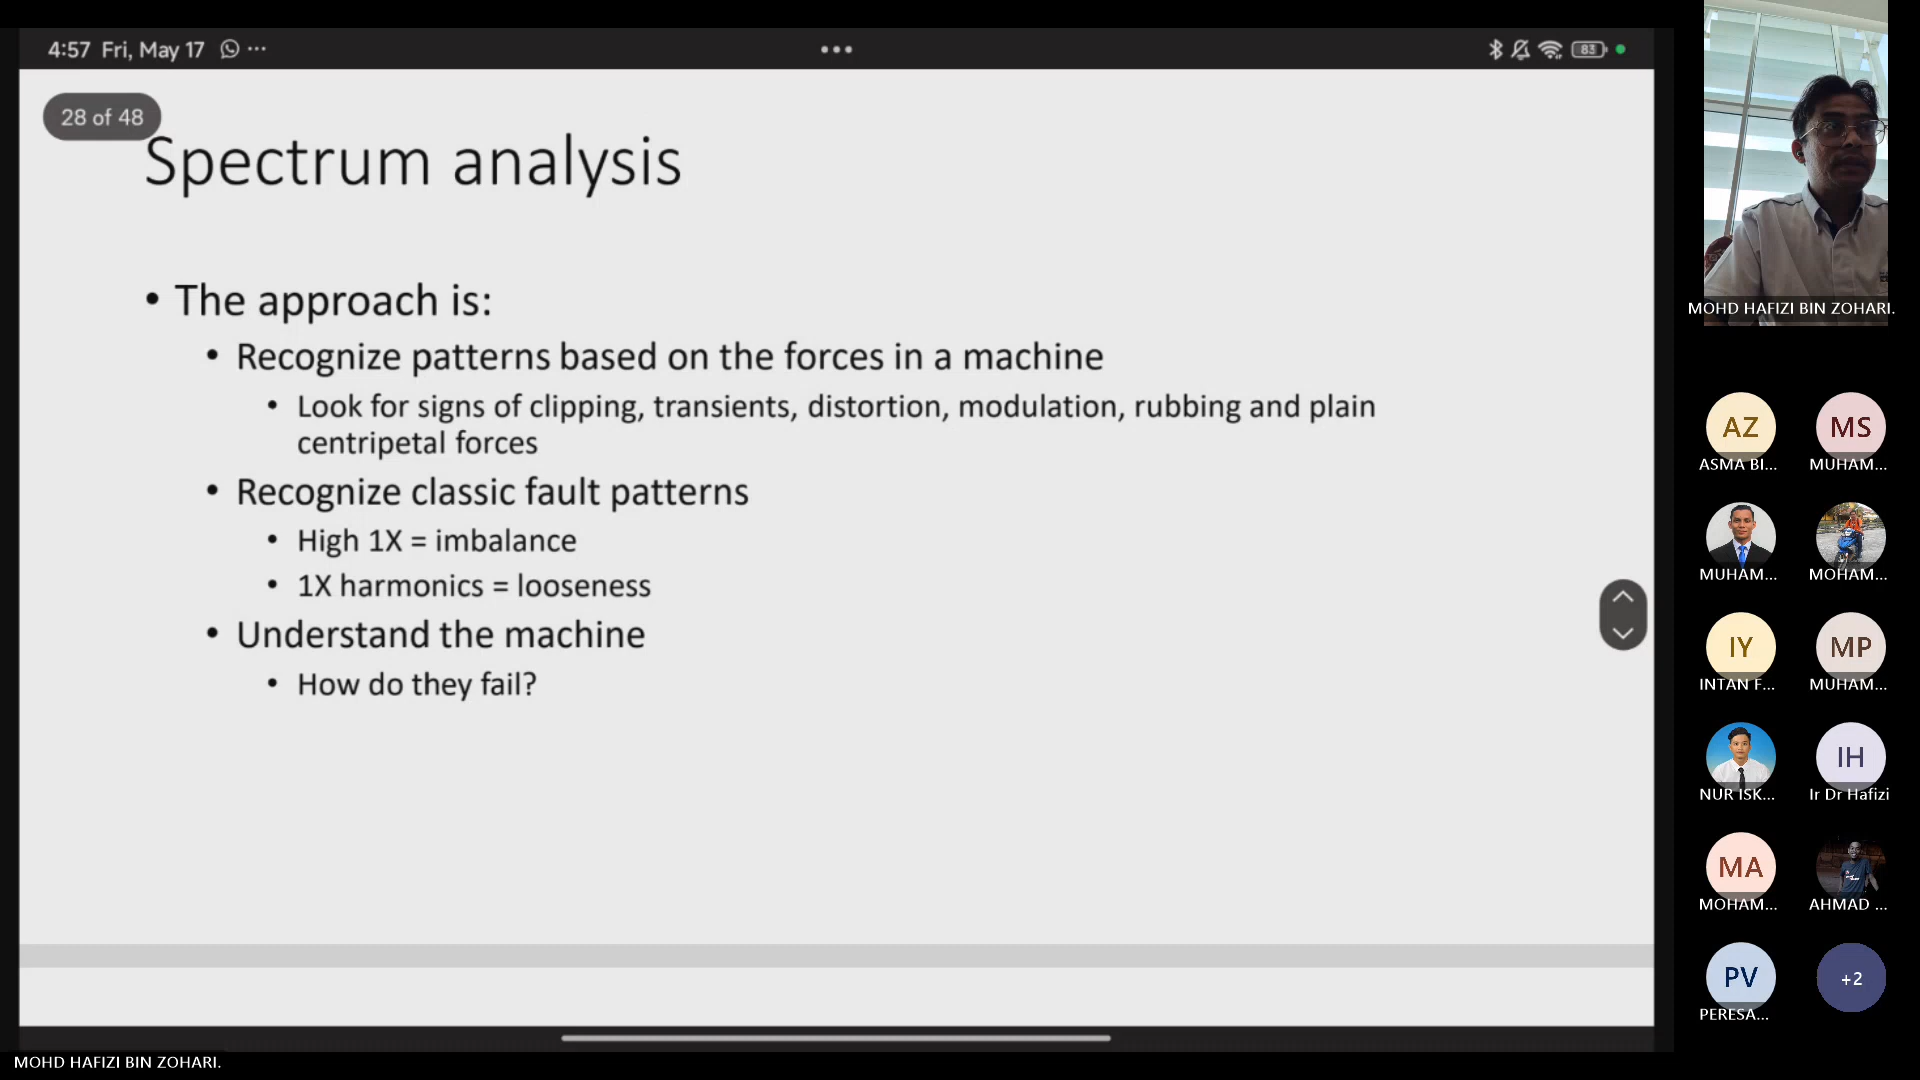 4:57 Fri, May 17
83
28 of 48
Spectrum analysis
• The approach is:
• Recognize patterns based on the forces in a machine
• Look for signs of clipping, transients, distortion, modulation, rubbing and plain
centripetal forces
• Recognize classic fault patterns
• High 1X = imbalance
• 1X harmonics = looseness
• Understand the machine
• How do they fail?
MOHD HAFIZI BIN ZOHARI.
AZ
ASMA BI...
MS
MUHAM...
MUHAM...
MOHAM...
IY
INTAN F...
MP
MUHAM...
NUR ISK...
IH
Ir Dr Hafizi
MA
MOHAM...
AHMAD ...
PV
PERESA...
+2
MOHD HAFIZI BIN ZOHARI.